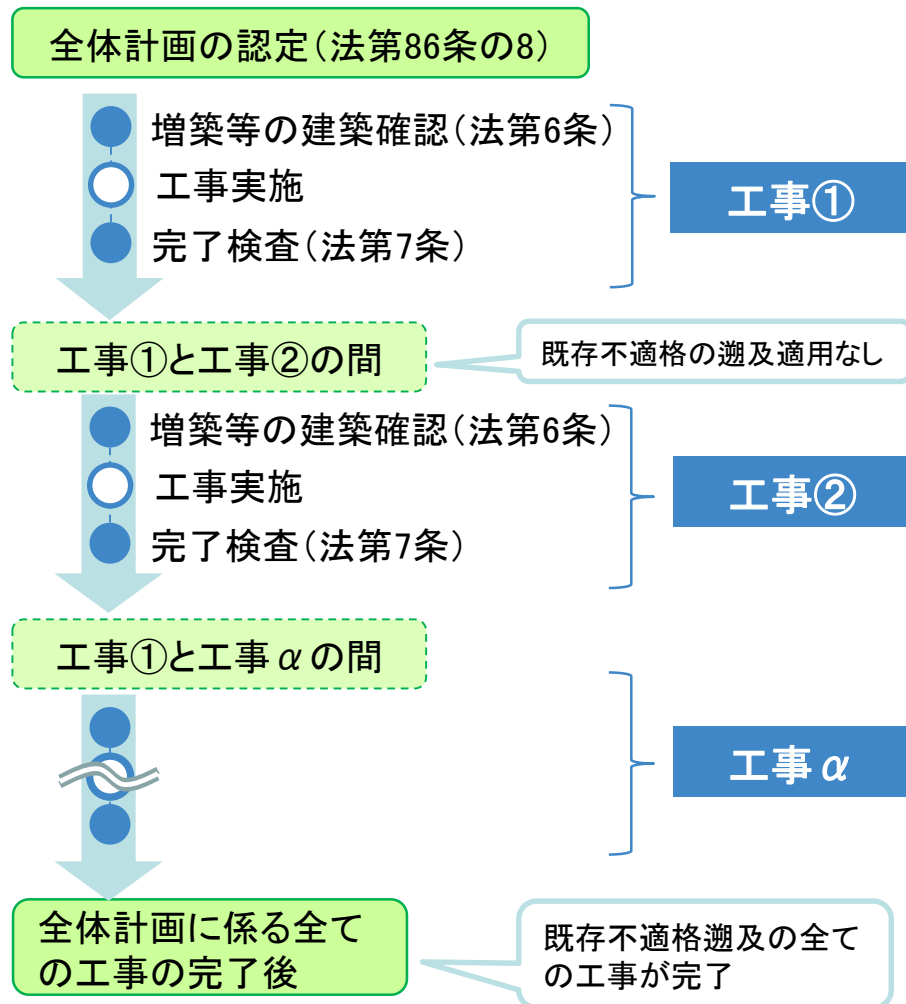 全体計画の認定(法第86条の8)
増築等の建築確認(法第6条)
工事実施
完了検査(法第7条)
工事①
工事①と工事②の間
既存不適格の遡及適用なし
増築等の建築確認(法第6条)
工事実施
完了検査(法第7条)
工事②
工事①と工事αの間
工事α
全体計画に係る全て
の工事の完了後
既存不適格遡及の全て
の工事が完了